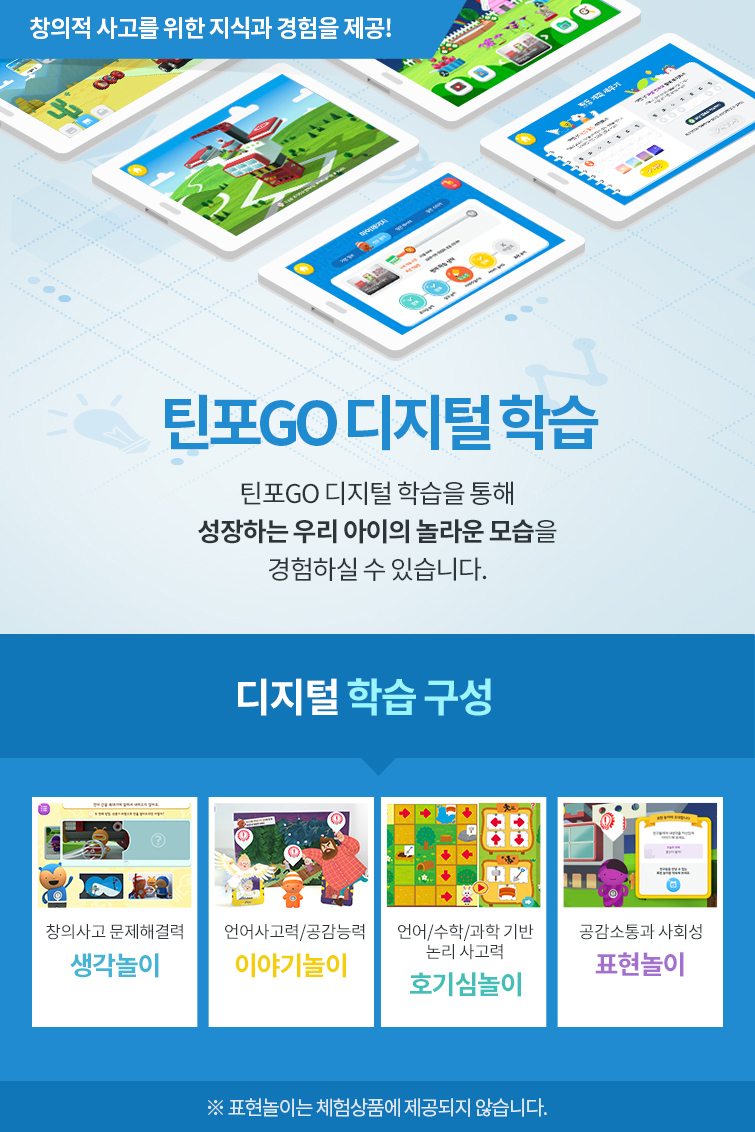 창의적 사고를 위한 지식과 경험을 제공!
마이페이지
틴포GO 디지털 학습
틴포GO 디지털 학습을 통해
성장하는 우리 아이의 놀라운 모습을
경험하실 수 있습니다.
디지털 학습 구성
창의사고 문제해결력
생각놀이
언어사고력/공감능력
이야기놀이
언어/수학/과학 기반
논리 사고력
호기심놀이
공감소통과 사회성
표현놀이
※ 표현놀이는 체험상품에 제공되지 않습니다.